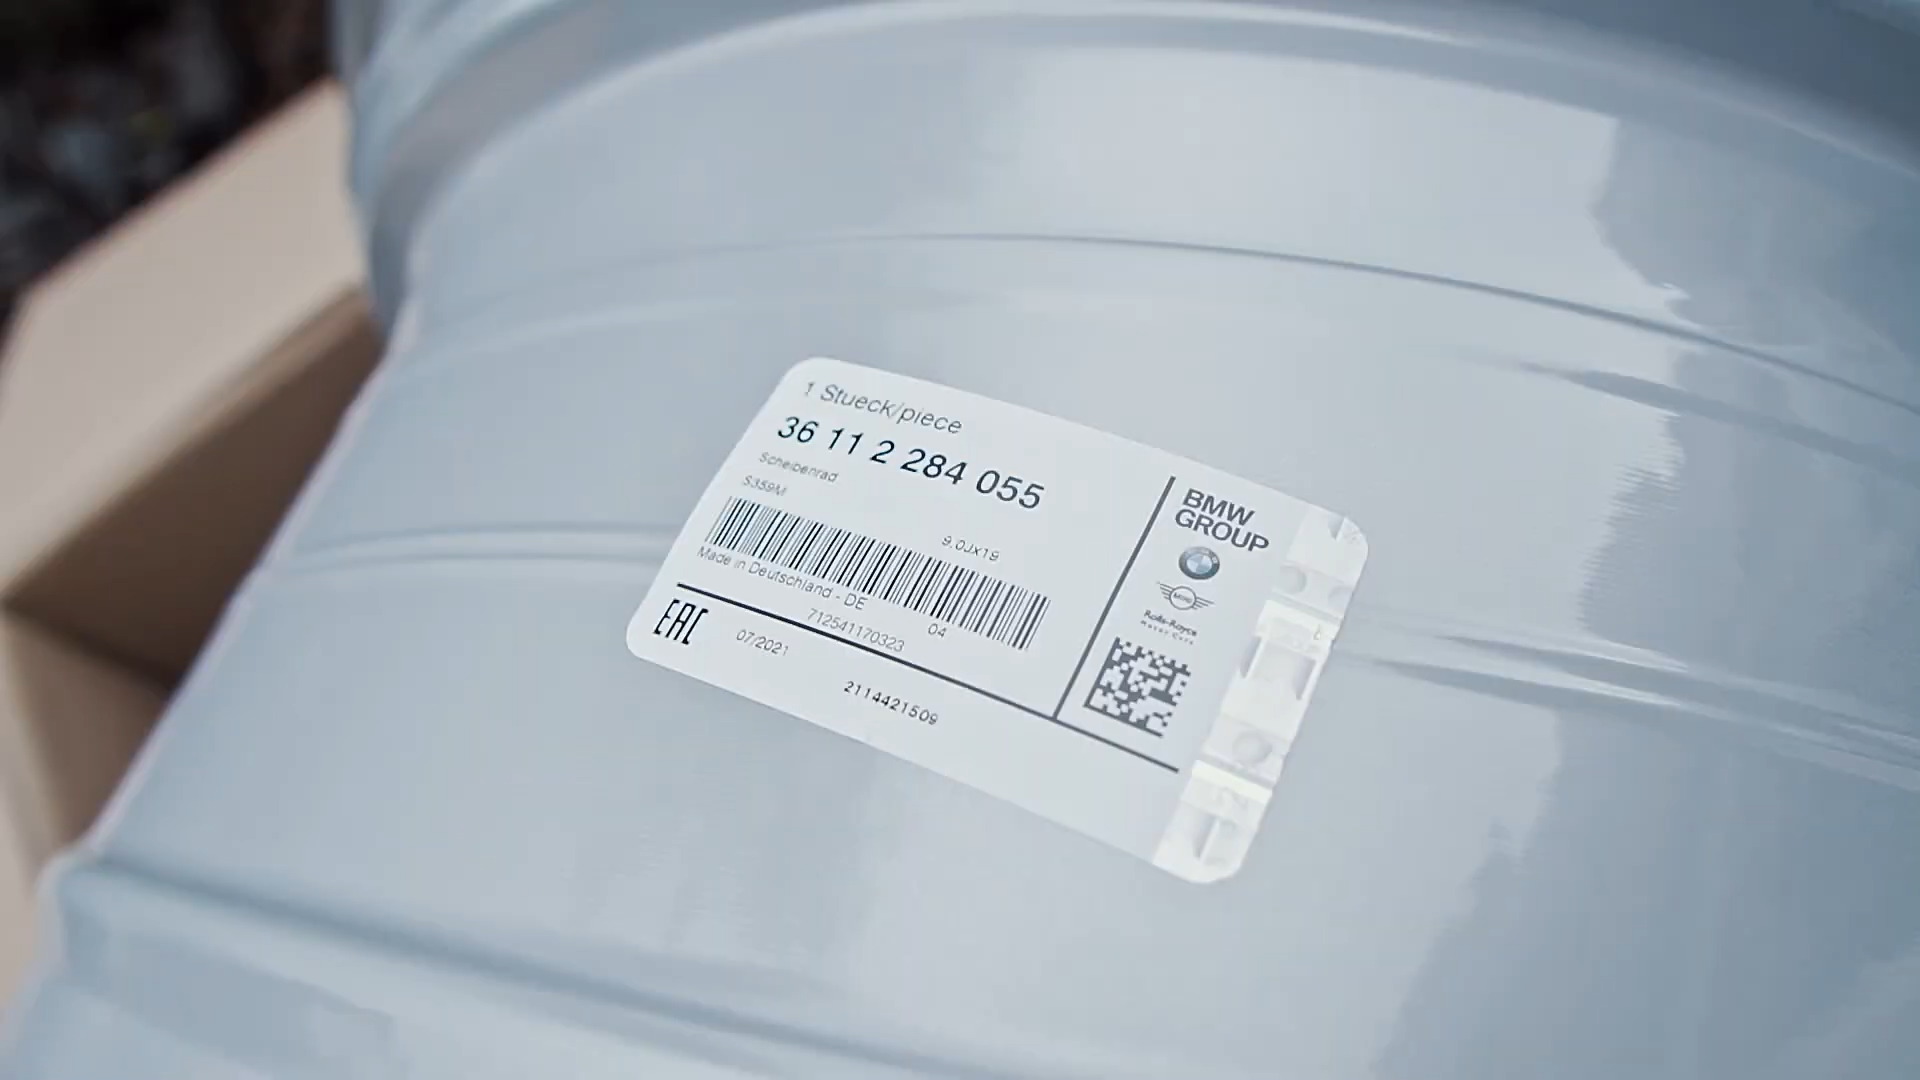 1 Stueck/piece
36 11 2 284 055
Scheibenrad
S359M
9.0Jx19
Made in Deutschland - DE
712541170323
04
EAC
07/2021
2114421509
BMW
GROUP
MINI
Rolls-Royce
Motor Cars